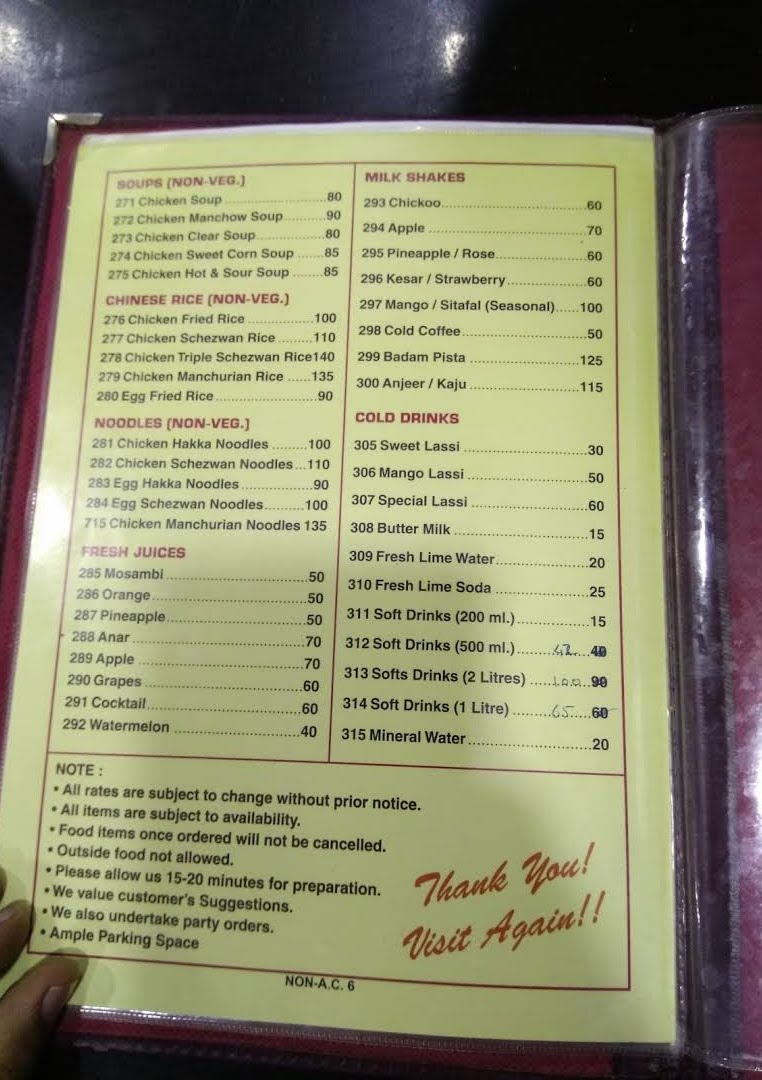 SOUPS (NON-VEG.)
271 Chicken Soup ........................80
272 Chicken Manchow Soup ..........90
273 Chicken Clear Soup.................80
274 Chicken Sweet Corn Soup ......85
275 Chicken Hot & Sour Soup .......85
CHINESE RICE (NON-VEG.)
276 Chicken Fried Rice ................100
277 Chicken Schezwan Rice .........110
278 Chicken Triple Schezwan Rice140
279 Chicken Manchurian Rice ......135
280 Egg Fried Rice.........................90
NOODLES (NON-VEG.)
281 Chicken Hakka Noodles .........100
282 Chicken Schezwan Noodles...110
283 Egg Hakka Noodles..................90
284 Egg Schezwan Noodles..........100
715 Chicken Manchurian Noodles 135
FRESH JUICES
285 Mosambi...................................50
286 Orange......................................50
287 Pineapple..................................50
288 Anar..........................................70
289 Apple ........................................70
290 Grapes ......................................60
291 Cocktail.....................................60
292 Watermelon ..............................40
MILK SHAKES
293 Chickoo....................................60
294 Apple .......................................70
295 Pineapple / Rose......................60
296 Kesar / Strawberry...................60
297 Mango / Sitafal (Seasonal)......100
298 Cold Coffee..............................50
299 Badam Pista ..........................125
300 Anjeer / Kaju ..........................115
COLD DRINKS
305 Sweet Lassi .............................30
306 Mango Lassi ............................50
307 Special Lassi ...........................60
308 Butter Milk ...............................15
309 Fresh Lime Water.....................20
310 Fresh Lime Soda ......................25
311 Soft Drinks (200 ml.).................15
312 Soft Drinks (500 ml.)........42....40
313 Softs Drinks (2 Litres) .....100...90
314 Soft Drinks (1 Litre) .........65....60
315 Mineral Water...........................20
NOTE :
• All rates are subject to change without prior notice.
• All items are subject to availability.
• Food items once ordered will not be cancelled.
• Outside food not allowed.
• Please allow us 15-20 minutes for preparation.
• We value customer's Suggestions.
• We also undertake party orders.
• Ample Parking Space
Thank You!
Visit Again!!
NON-A.C. 6